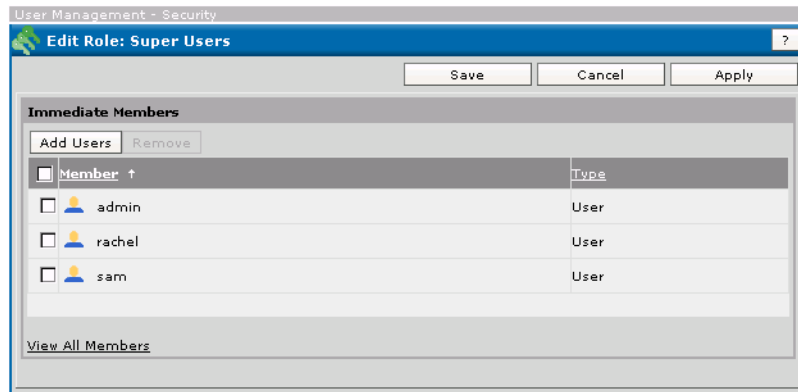 User Management - Security
Edit Role: Super Users
?
Save Cancel Apply
Immediate Members
Add Users Remove
Member ↑ Type
admin User
rachel User
sam User
View All Members